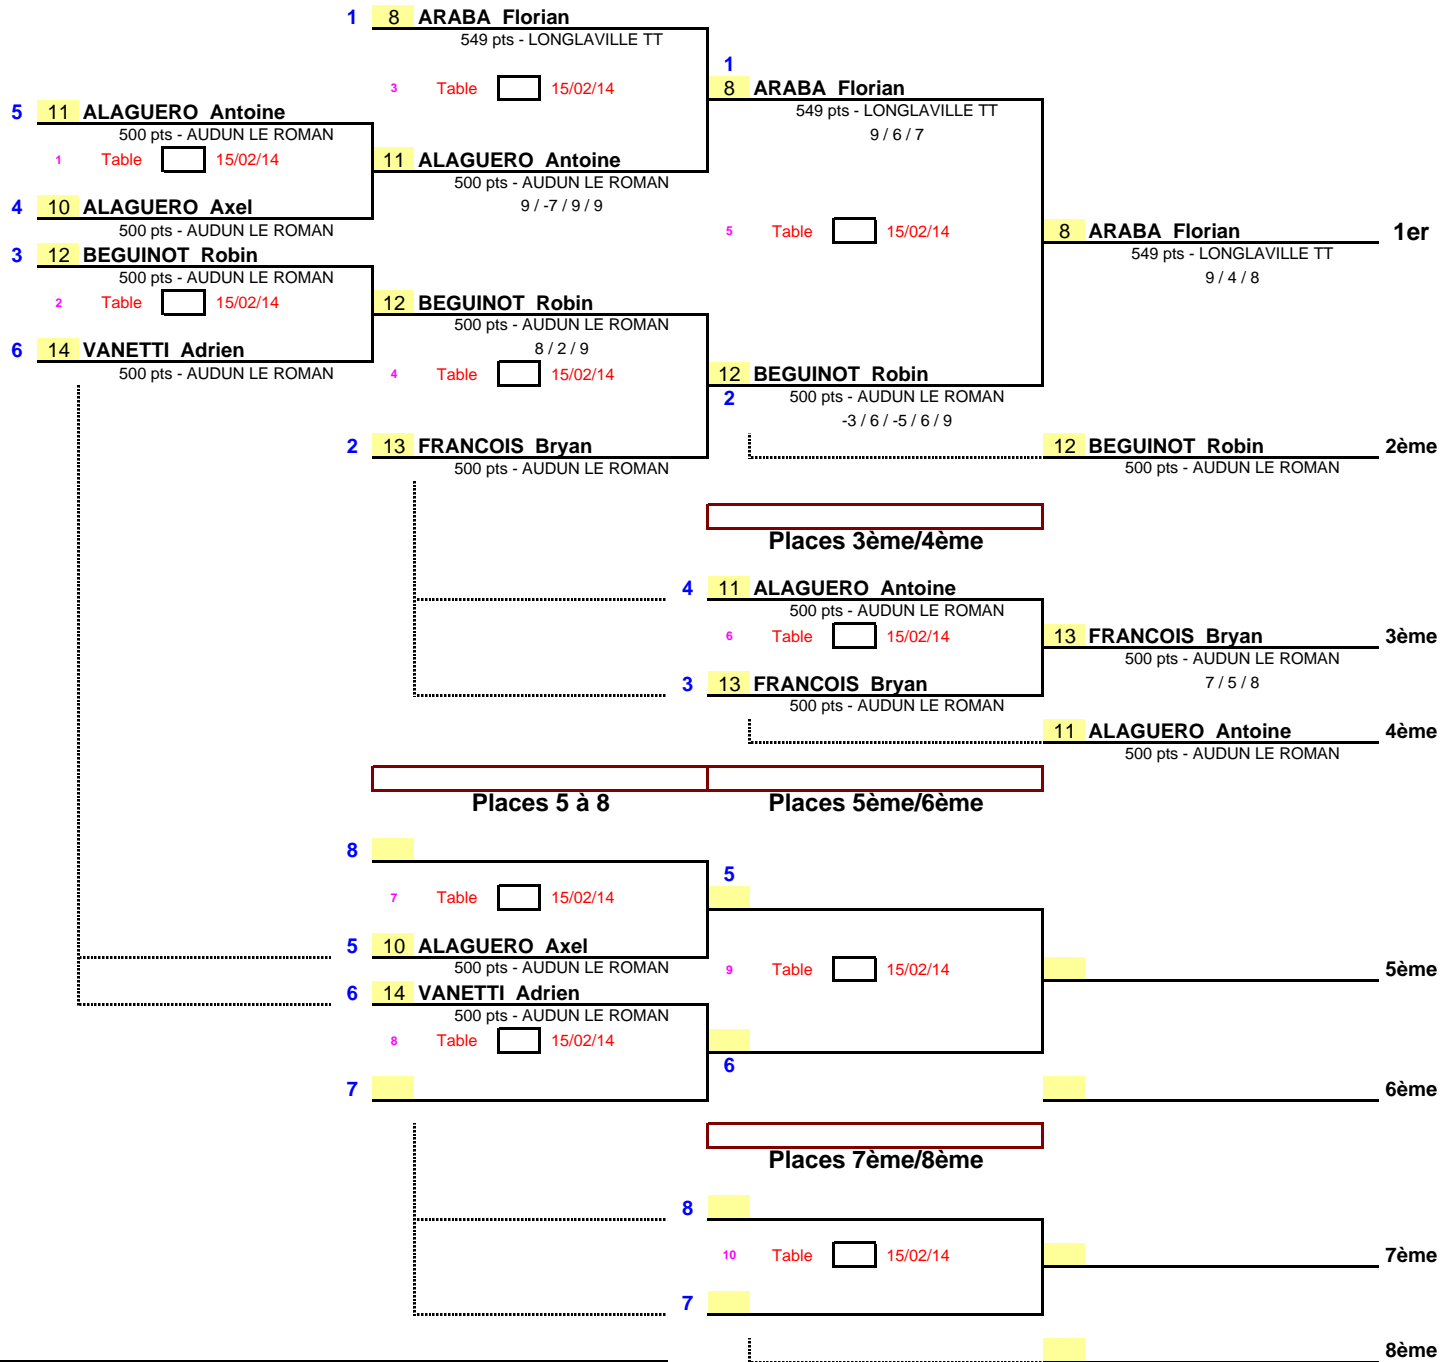 1 8 ARABA Florian
549 pts - LONGLAVILLE TT
1
3 Table 15/02/14
8 ARABA Florian
5 11 ALAGUERO Antoine
549 pts - LONGLAVILLE TT
500 pts - AUDUN LE ROMAN
9 / 6 / 7
1 Table 15/02/14
11 ALAGUERO Antoine
500 pts - AUDUN LE ROMAN
4 10 ALAGUERO Axel
9 / -7 / 9 / 9
500 pts - AUDUN LE ROMAN
5 Table 15/02/14
8 ARABA Florian 1er
3 12 BEGUINOT Robin
549 pts - LONGLAVILLE TT
500 pts - AUDUN LE ROMAN
9 / 4 / 8
2 Table 15/02/14
12 BEGUINOT Robin
500 pts - AUDUN LE ROMAN
6 14 VANETTI Adrien
8 / 2 / 9
500 pts - AUDUN LE ROMAN
4 Table 15/02/14
12 BEGUINOT Robin
2
500 pts - AUDUN LE ROMAN
-3 / 6 / -5 / 6 / 9
2 13 FRANCOIS Bryan
12 BEGUINOT Robin 2ème
500 pts - AUDUN LE ROMAN
500 pts - AUDUN LE ROMAN
Places 3ème/4ème
4 11 ALAGUERO Antoine
500 pts - AUDUN LE ROMAN
6 Table 15/02/14
13 FRANCOIS Bryan 3ème
500 pts - AUDUN LE ROMAN
7 / 5 / 8
3 13 FRANCOIS Bryan
500 pts - AUDUN LE ROMAN
11 ALAGUERO Antoine 4ème
500 pts - AUDUN LE ROMAN
Places 5 à 8 Places 5ème/6ème
8
5
7 Table 15/02/14
5 10 ALAGUERO Axel
500 pts - AUDUN LE ROMAN
9 Table 15/02/14
5ème
6 14 VANETTI Adrien
500 pts - AUDUN LE ROMAN
8 Table 15/02/14
6
7
6ème
Places 7ème/8ème
8
10 Table 15/02/14
7ème
7
8ème